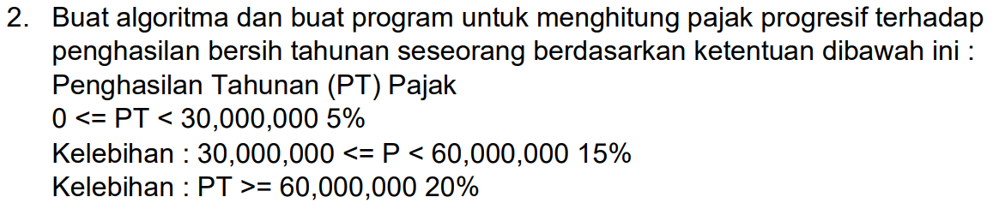 2. Buat algoritma dan buat program untuk menghitung pajak progresif terhadap
penghasilan bersih tahunan seseorang berdasarkan ketentuan dibawah ini :
Penghasilan Tahunan (PT) Pajak
0 <= PT < 30,000,000 5%
Kelebihan : 30,000,000 <= P < 60,000,000 15%
Kelebihan : PT >= 60,000,000 20%